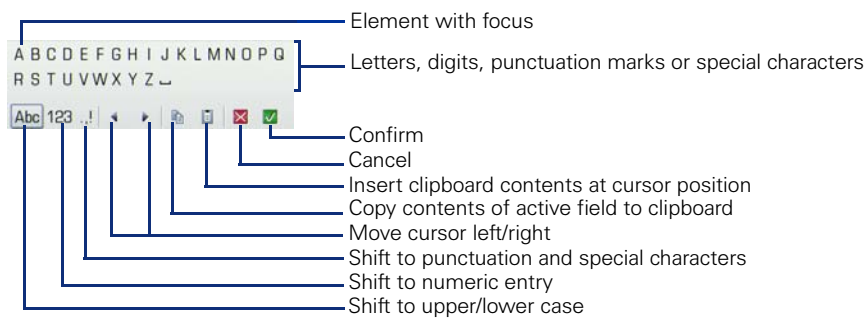 Element with focus
A B C D E F G H I J K L M N O P Q
Letters, digits, punctuation marks or special characters
R S T U V W X Y Z ⌴
Abc 123 .,!
Confirm
Cancel
Insert clipboard contents at cursor position
Copy contents of active field to clipboard
Move cursor left/right
Shift to punctuation and special characters
Shift to numeric entry
Shift to upper/lower case